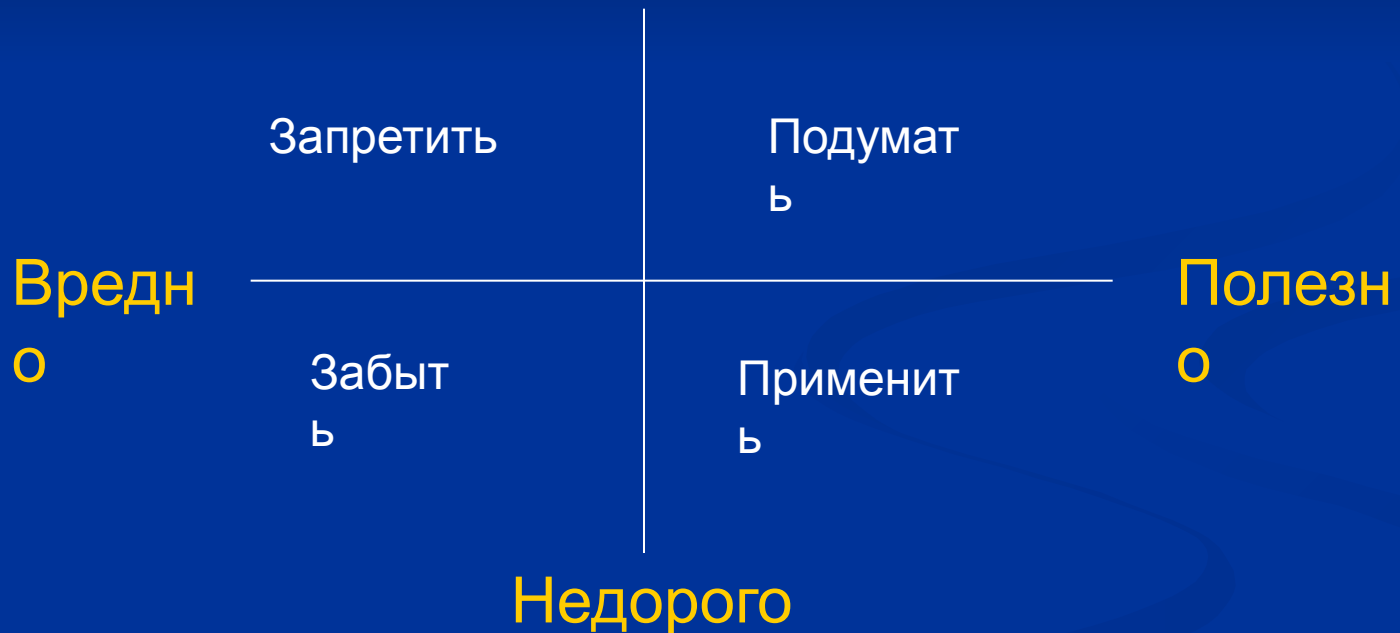 Запретить
Подумат
ь
Вредн
о
Полезн
о
Забыт
ь
Применит
ь
Недорого